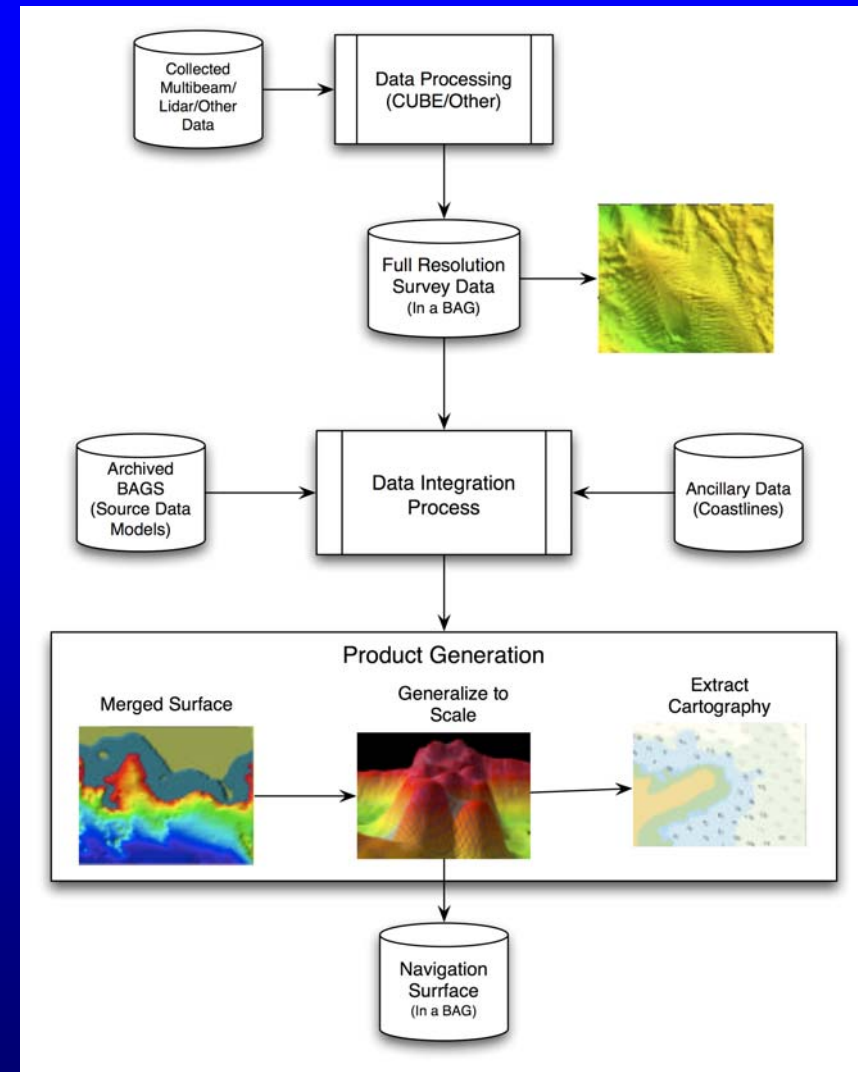 Collected
Multibeam/
Lidar/Other
Data
Data Processing
(CUBE/Other)
Full Resolution
Survey Data
(In a BAG)
Archived
BAGS
(Source Data
Models)
Data Integration
Process
Ancillary Data
(Coastlines)
Product Generation
Merged Surface
Generalize to
Scale
Extract
Cartography
Navigation
Surrface
(In a BAG)